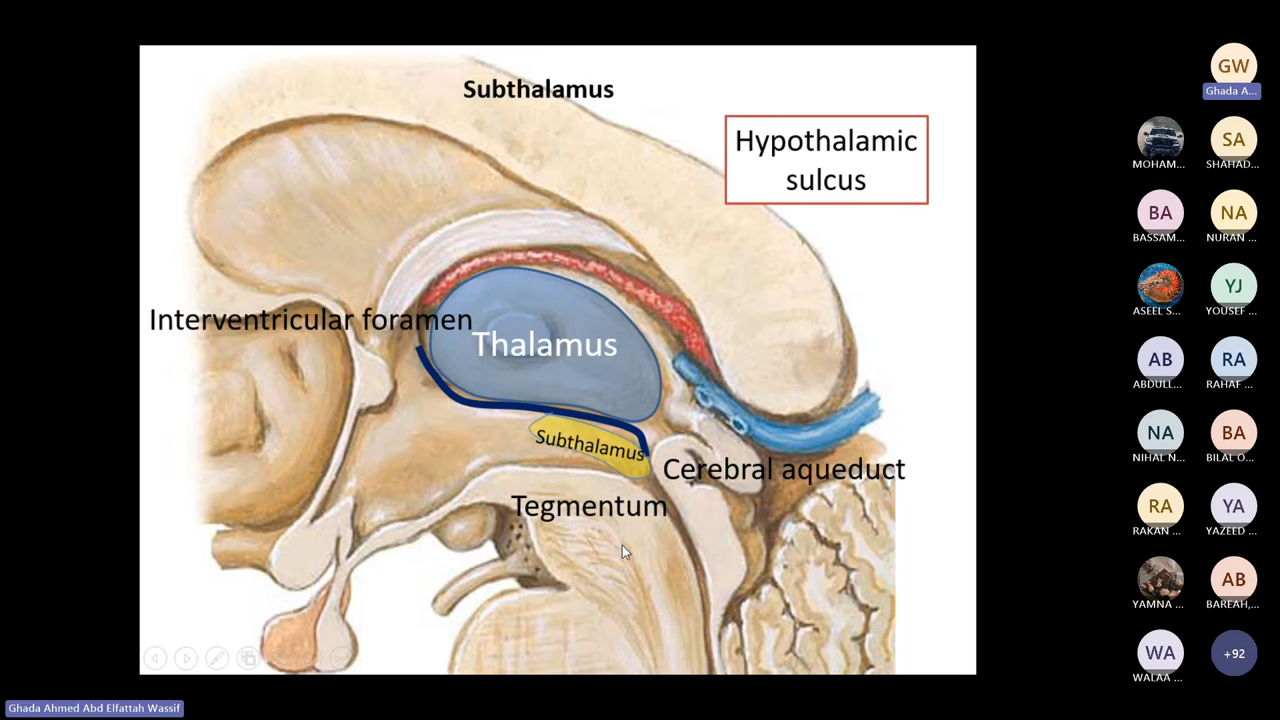 Subthalamus
Hypothalamic
sulcus
Interventricular foramen
Thalamus
Subthalamus
Cerebral aqueduct
Tegmentum
GW
Ghada A...
MOHAM...
SA
SHAHAD...
BA
BASSAM...
NA
NURAN ...
ASEEL S...
YJ
YOUSEF ...
AB
ABDULL...
RA
RAHAF ...
NA
NIHAL N...
BA
BILAL O...
RA
RAKAN ...
YA
YAZEED ...
YAMNA ...
AB
BAREAH,...
WA
WALAA ...
+92
Ghada Ahmed Abd Elfattah Wassif